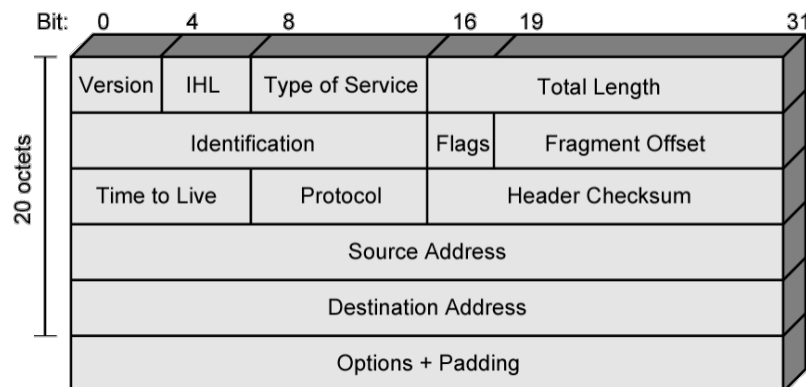 Bit: 0 4 8 16 19 31
Version IHL Type of Service Total Length
Identification Flags Fragment Offset
Time to Live Protocol Header Checksum
Source Address
Destination Address
Options + Padding
20 octets